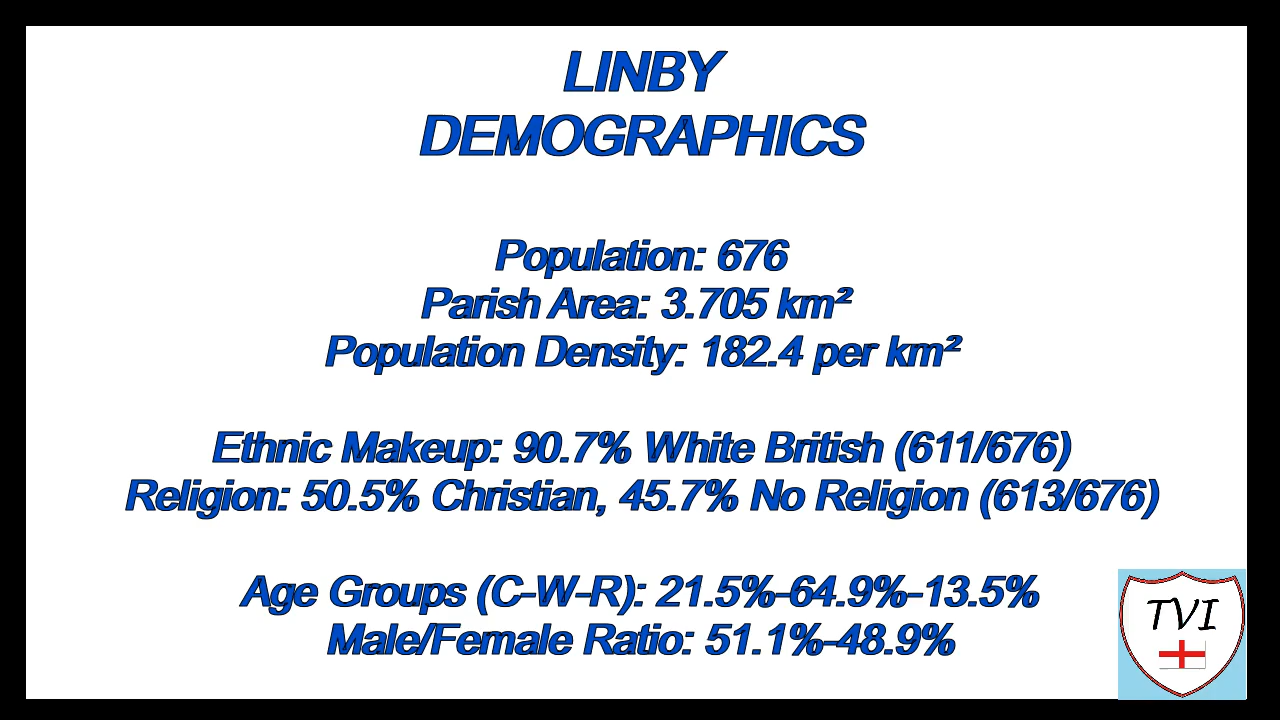 LINBY
DEMOGRAPHICS
Population: 676
Parish Area: 3.705 km²
Population Density: 182.4 per km²
Ethnic Makeup: 90.7% White British (611/676)
Religion: 50.5% Christian, 45.7% No Religion (613/676)
Age Groups (C-W-R): 21.5%-64.9%-13.5%
Male/Female Ratio: 51.1%-48.9%
TVI